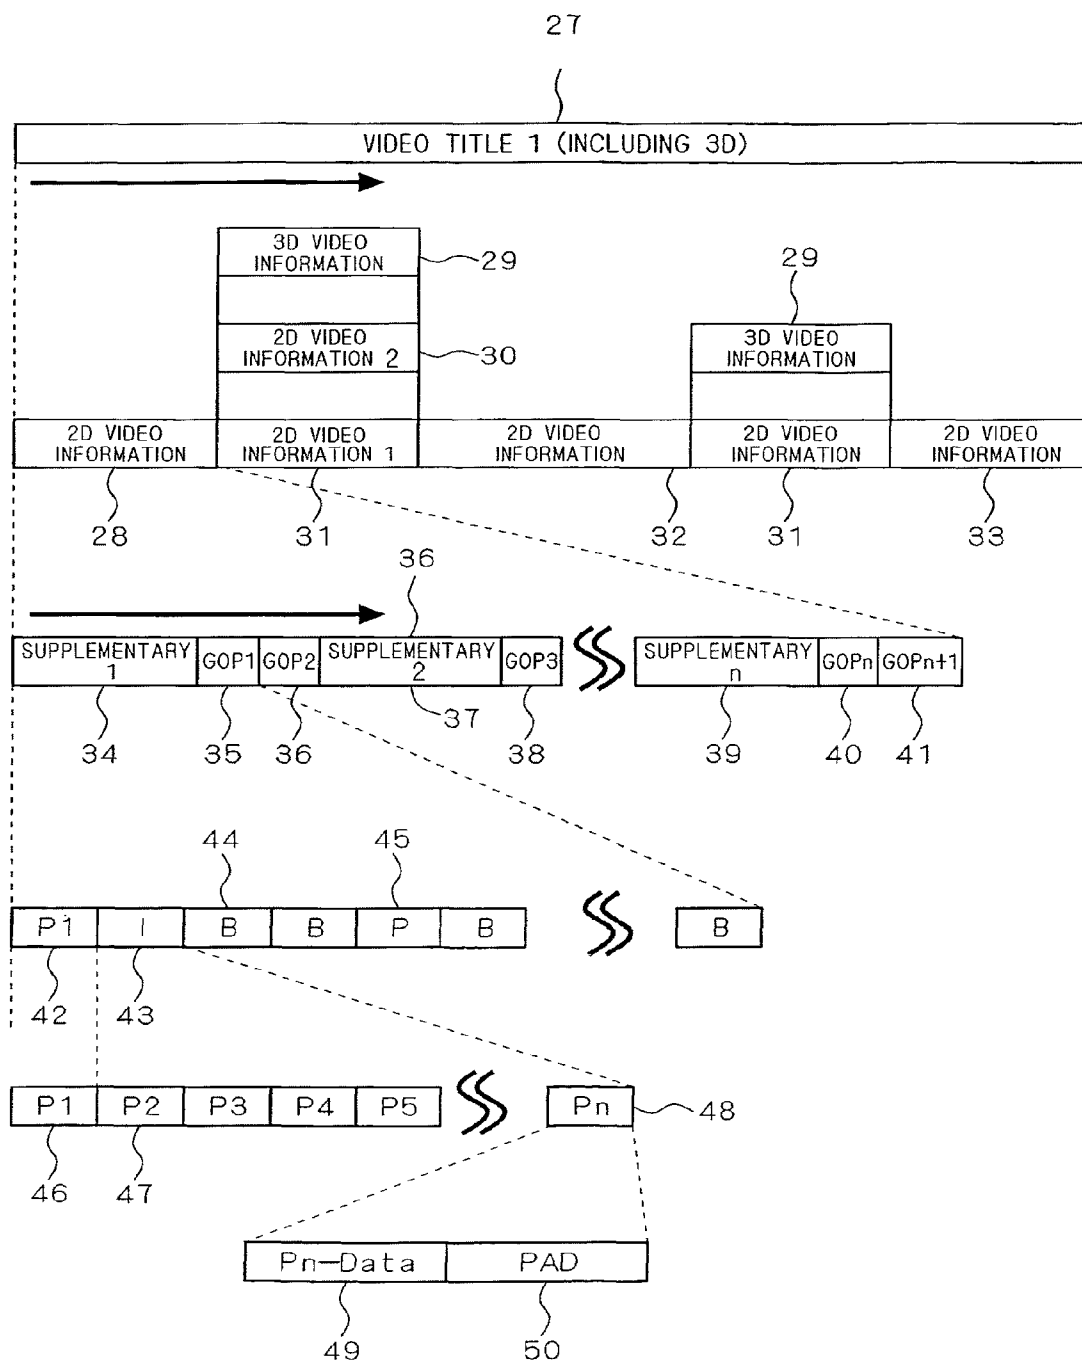 27
VIDEO TITLE 1 (INCLUDING 3D)
3D VIDEO
INFORMATION
29
29
2D VIDEO
INFORMATION 2
30
3D VIDEO
INFORMATION
2D VIDEO
INFORMATION
2D VIDEO
INFORMATION 1
2D VIDEO
INFORMATION
2D VIDEO
INFORMATION
2D VIDEO
INFORMATION
28
31
32
31
33
36
SUPPLEMENTARY
1
GOP1
GOP2
SUPPLEMENTARY
2
GOP3
SUPPLEMENTARY
n
GOPn
GOPn+1
34
35
36
37
38
39
40
41
44
45
P1
I
B
B
P
B
B
42
43
P1
P2
P3
P4
P5
Pn
48
46
47
Pn-Data
PAD
49
50